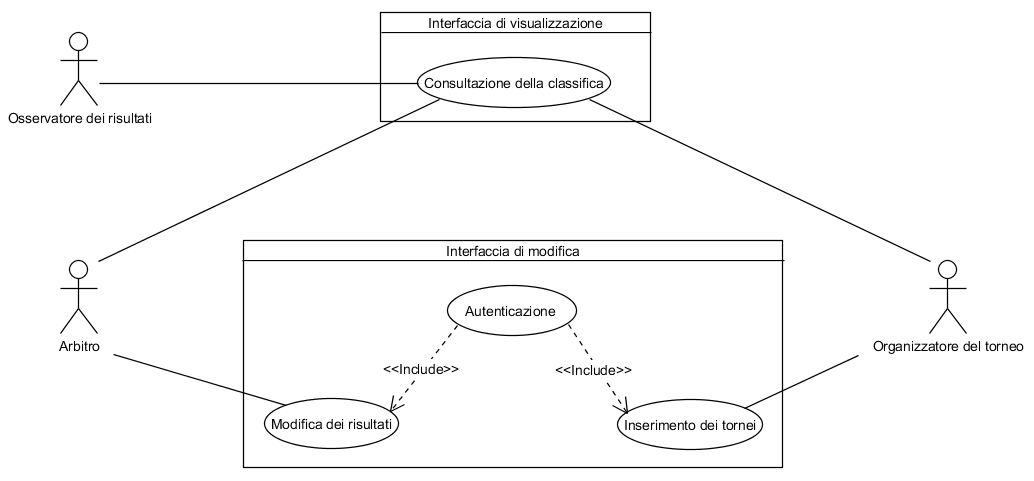 Interfaccia di visualizzazione
Consultazione della classifica
Osservatore dei risultati
Interfaccia di modifica
Autenticazione
Arbitro
Organizzatore del torneo
<<Include>>
<<Include>>
Modifica dei risultati
Inserimento dei tornei